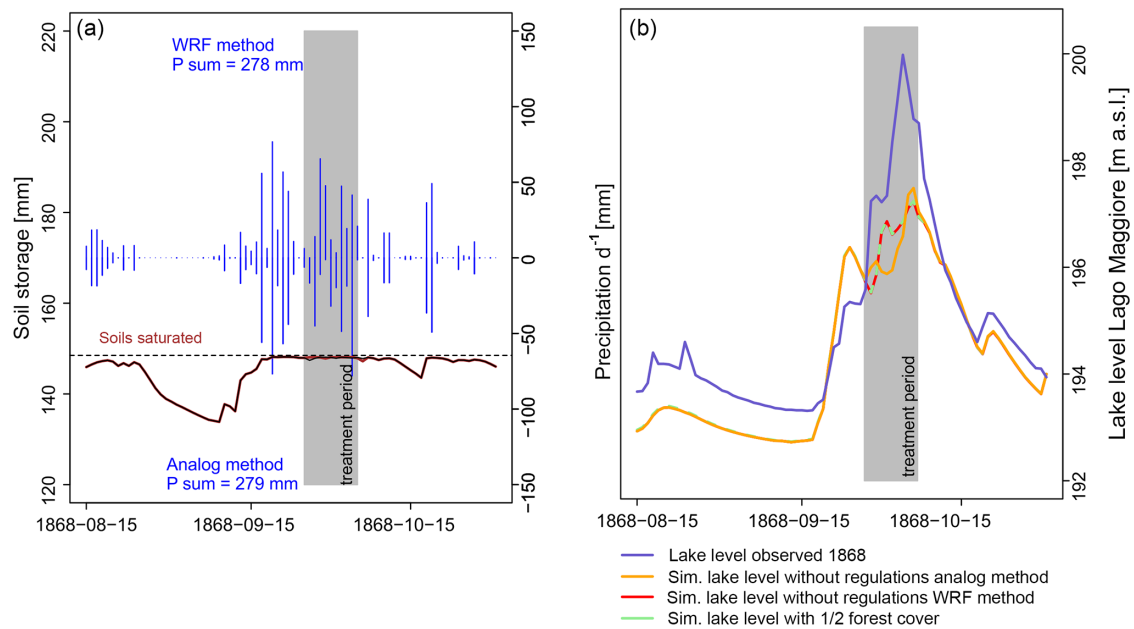 (a)
WRF method
P sum = 278 mm
Soils saturated
Analog method
P sum = 279 mm
treatment period
Soil storage [mm]
220
200
180
160
140
120
150
100
50
0
−50
−100
−150
1868−08−15
1868−09−15
1868−10−15
Precipitation d⁻¹ [mm]
(b)
treatment period
200
198
196
194
192
Lake level Lago Maggiore [m a.s.l.]
1868−08−15
1868−09−15
1868−10−15
Lake level observed 1868
Sim. lake level without regulations analog method
Sim. lake level without regulations WRF method
Sim. lake level with 1/2 forest cover